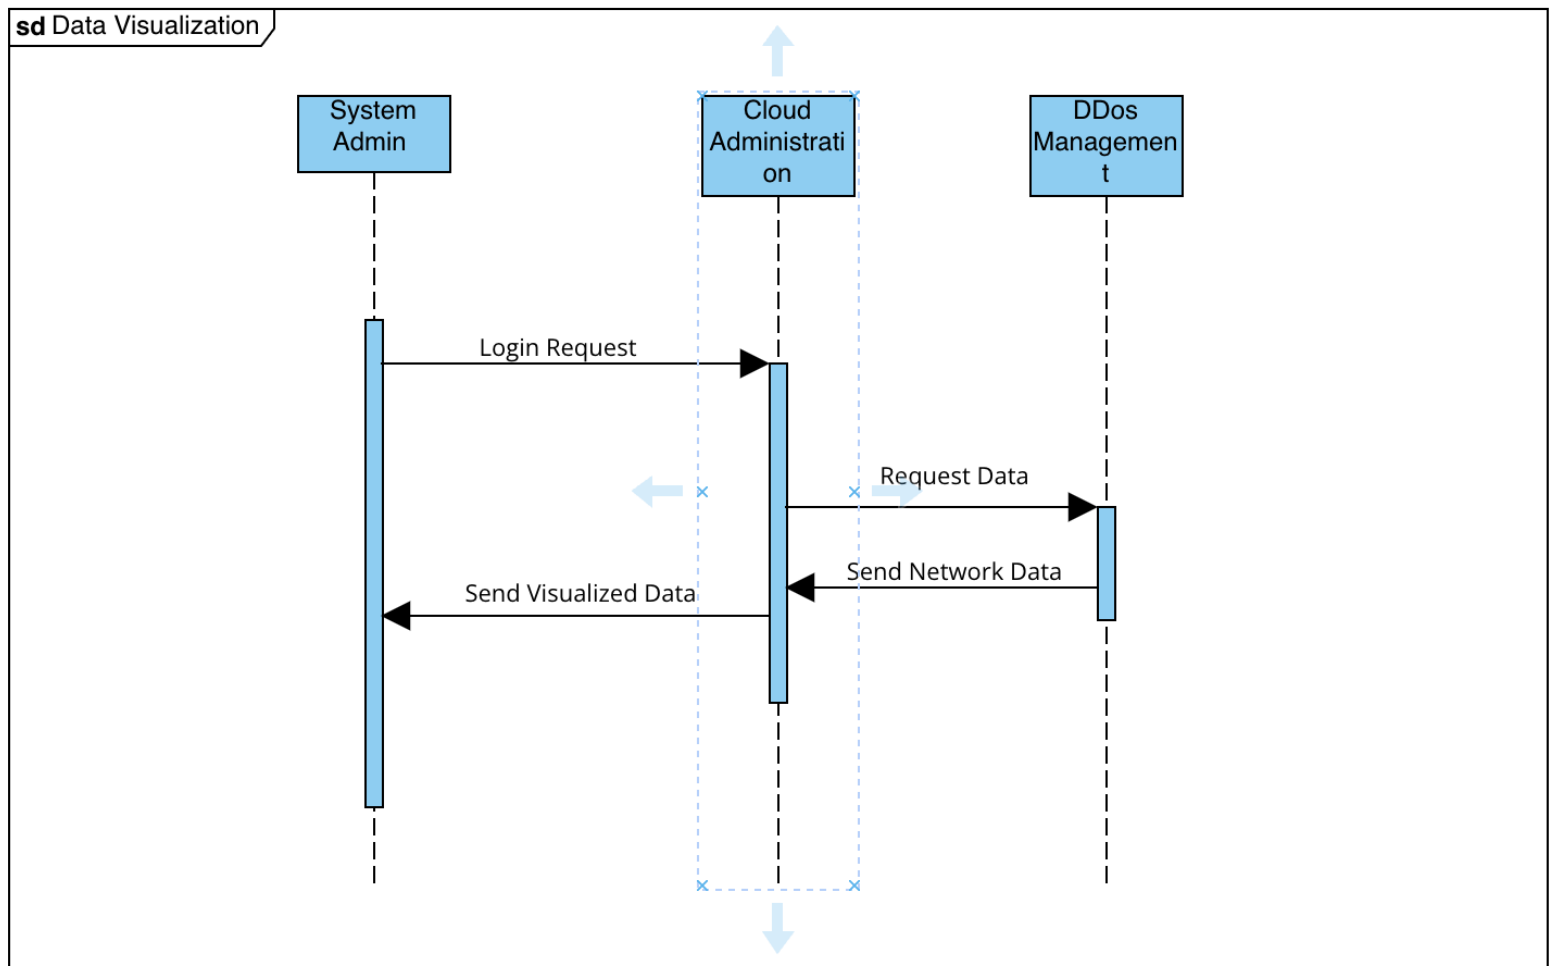 sd Data Visualization
System
Admin
Cloud
Administrati
on
DDos
Managemen
t
Login Request
Request Data
Send Network Data
Send Visualized Data